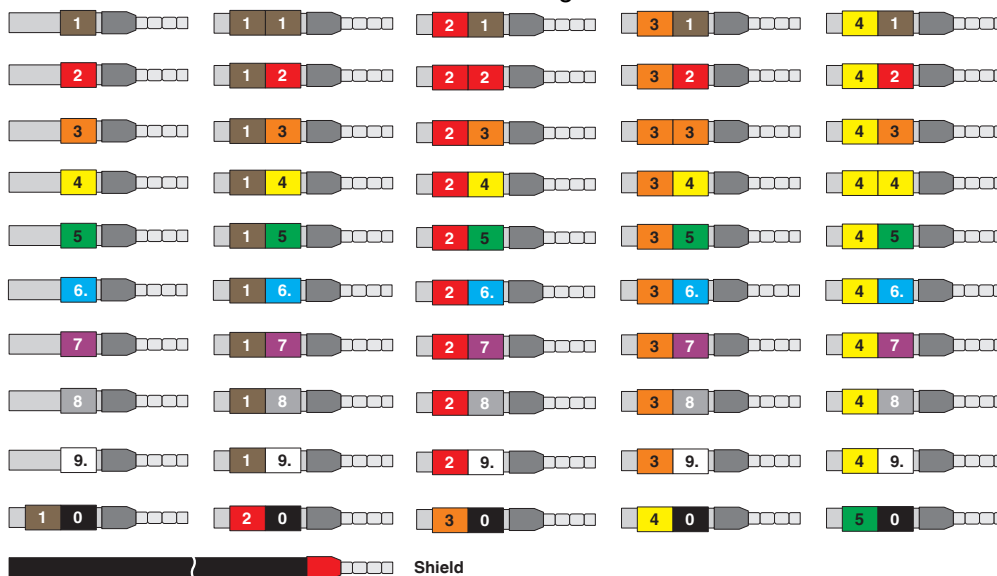 1 1 1 2 1 3 1 4 1
2 1 2 2 2 3 2 4 2
3 1 3 2 3 3 3 4 3
4 1 4 2 4 3 4 4 4
5 1 5 2 5 3 5 4 5
6. 1 6. 2 6. 3 6. 4 6.
7 1 7 2 7 3 7 4 7
8 1 8 2 8 3 8 4 8
9. 1 9. 2 9. 3 9. 4 9.
1 0 2 0 3 0 4 0 5 0
Shield